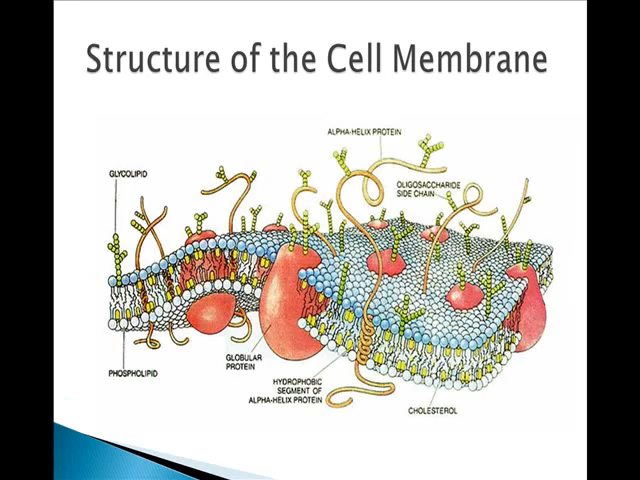 Structure of the Cell Membrane
ALPHA-HELIX PROTEIN
GLYCOLIPID
OLIGOSACCHARIDE
SIDE CHAIN
PHOSPHOLIPID
GLOBULAR
PROTEIN
HYDROPHOBIC
SEGMENT OF
ALPHA-HELIX PROTEIN
CHOLESTEROL